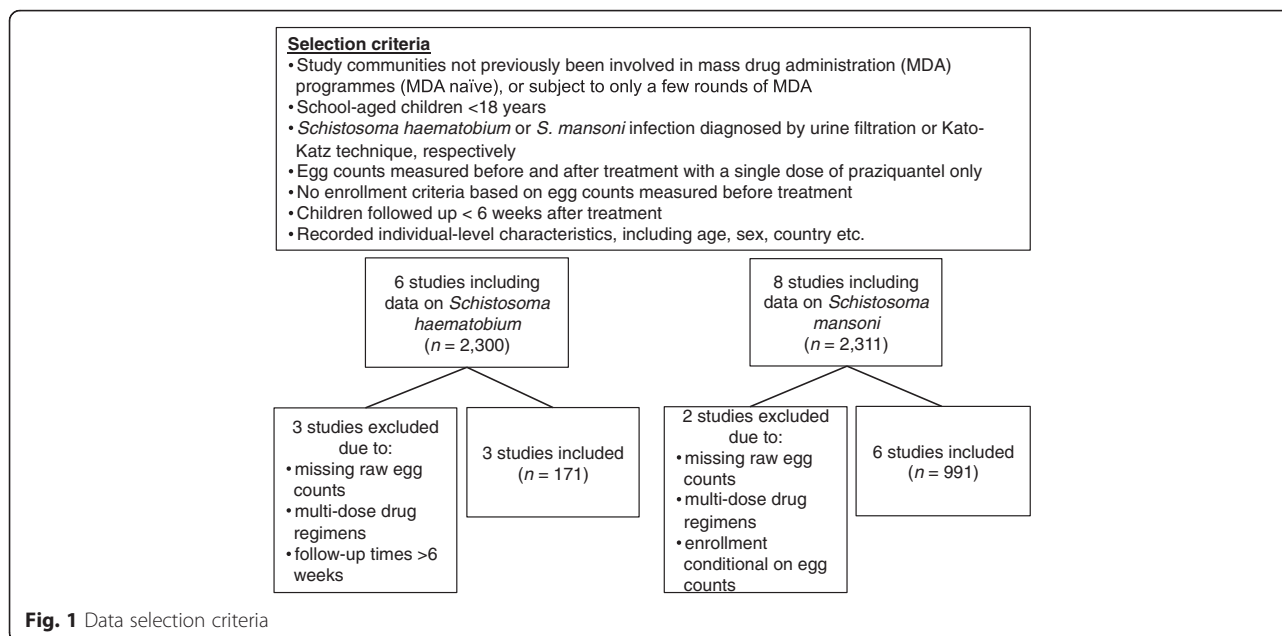 Selection criteria
• Study communities not previously been involved in mass drug administration (MDA)
programmes (MDA naïve), or subject to only a few rounds of MDA
• School-aged children <18 years
• Schistosoma haematobium or S. mansoni infection diagnosed by urine filtration or Kato-
Katz technique, respectively
• Egg counts measured before and after treatment with a single dose of praziquantel only
• No enrollment criteria based on egg counts measured before treatment
• Children followed up < 6 weeks after treatment
• Recorded individual-level characteristics, including age, sex, country etc.
6 studies including
data on Schistosoma
haematobium
(n = 2,300)
8 studies including
data on Schistosoma
mansoni
(n = 2,311)
3 studies excluded
due to:
• missing raw egg
counts
• multi-dose drug
regimens
• follow-up times >6
weeks
3 studies included
(n = 171)
2 studies excluded
due to:
• missing raw egg
counts
• multi-dose drug
regimens
• enrollment
conditional on egg
counts
6 studies included
(n = 991)
Fig. 1 Data selection criteria